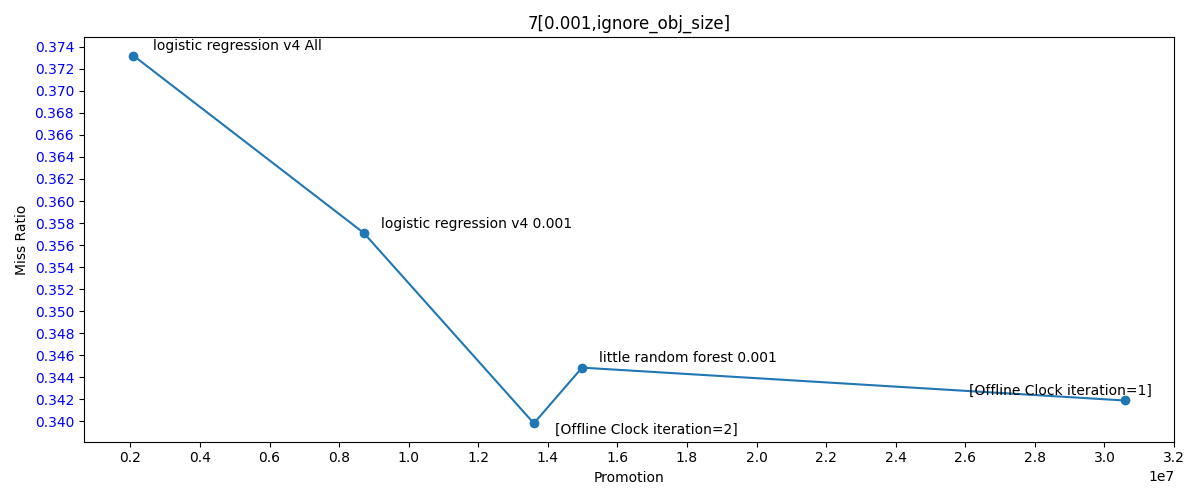 7[0.001,ignore_obj_size]
logistic regression v4 All
logistic regression v4 0.001
little random forest 0.001
[Offline Clock iteration=1]
[Offline Clock iteration=2]
Miss Ratio
0.374
0.372
0.370
0.368
0.366
0.364
0.362
0.360
0.358
0.356
0.354
0.352
0.350
0.348
0.346
0.344
0.342
0.340
0.2 0.4 0.6 0.8 1.0 1.2 1.4 1.6 1.8 2.0 2.2 2.4 2.6 2.8 3.0 3.2
1e7
Promotion